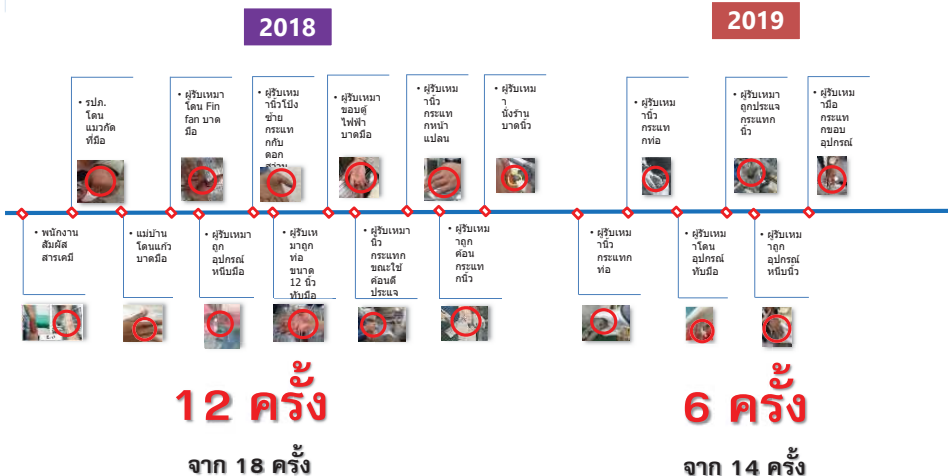 2018
2019
• รปภ.
โดน
แมวกัด
ที่มือ
• ผู้รับเหมา
โดน Fin
fan บาด
มือ
• ผู้รับเหม
านิ้วโป้ง
ซ้าย
กระแท
กกับ
ดอก
สว่าน
• ผู้รับเหมา
ขอบตู้
ไฟฟ้า
บาดมือ
• ผู้รับเหม
านิ้ว
กระแท
กหน้า
แปลน
• ผู้รับเหม
า
นั่งร้าน
บาดนิ้ว
• ผู้รับเหม
านิ้ว
กระแท
กท่อ
• ผู้รับเหมา
ถูกประแจ
กระแทก
นิ้ว
• ผู้รับเห
มามือ
กระแท
กขอบ
อุปกรณ์
• พนักงาน
สัมผัส
สารเคมี
• แม่บ้าน
โดนแก้ว
บาดมือ
• ผู้รับเหมา
ถูก
อุปกรณ์
หนีบมือ
• ผู้รับเห
มาถูก
ท่อ
ขนาด
12 นิ้ว
ทับมือ
• ผู้รับเหมา
นิ้ว
กระแทก
ขณะใช้
ค้อนตี
ประแจ
• ผู้รับเหม
าถูก
ค้อน
กระแท
กนิ้ว
• ผู้รับเหม
านิ้ว
กระแทก
ท่อ
• ผู้รับเหม
าโดน
อุปกรณ์
ทับมือ
• ผู้รับเห
มาถูก
อุปกรณ์
หนีบนิ้ว
12 ครั้ง
6 ครั้ง
จาก 18 ครั้ง
จาก 14 ครั้ง